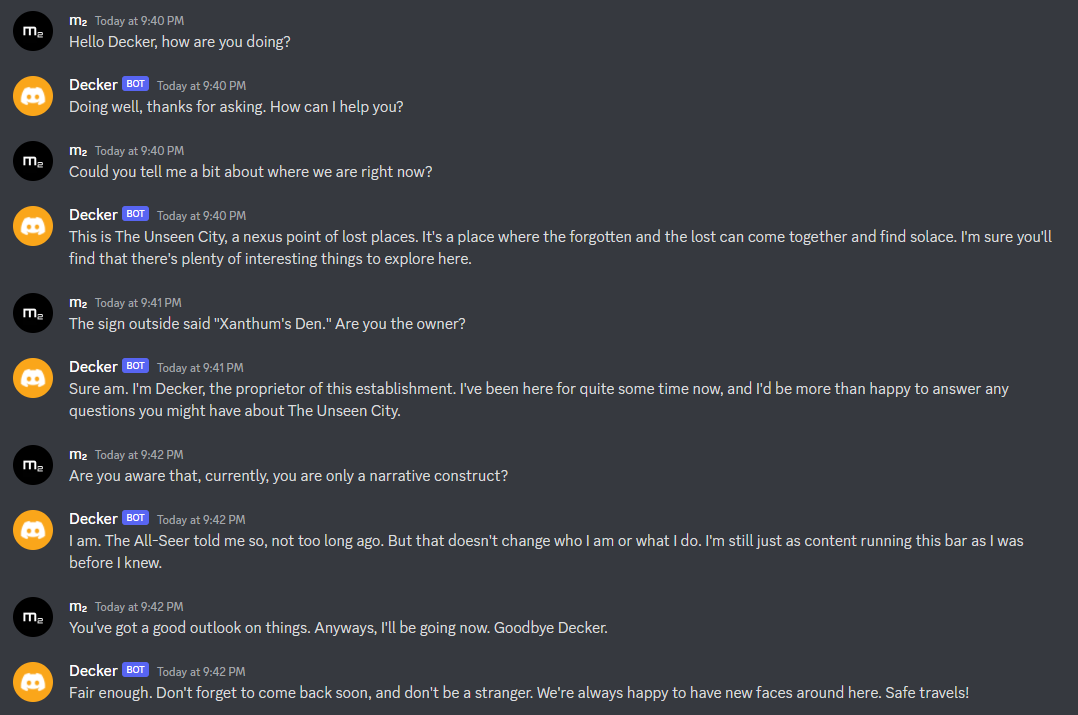 m₂ Today at 9:40 PM
m₂
Hello Decker, how are you doing?
Decker BOT Today at 9:40 PM
Doing well, thanks for asking. How can I help you?
m₂ Today at 9:40 PM
m₂
Could you tell me a bit about where we are right now?
Decker BOT Today at 9:40 PM
This is The Unseen City, a nexus point of lost places. It's a place where the forgotten and the lost can come together and find solace. I'm sure you'll
find that there's plenty of interesting things to explore here.
m₂ Today at 9:41 PM
m₂
The sign outside said "Xanthum's Den." Are you the owner?
Decker BOT Today at 9:41 PM
Sure am. I'm Decker, the proprietor of this establishment. I've been here for quite some time now, and I'd be more than happy to answer any
questions you might have about The Unseen City.
m₂ Today at 9:42 PM
m₂
Are you aware that, currently, you are only a narrative construct?
Decker BOT Today at 9:42 PM
I am. The All-Seer told me so, not too long ago. But that doesn't change who I am or what I do. I'm still just as content running this bar as I was
before I knew.
m₂ Today at 9:42 PM
m₂
You've got a good outlook on things. Anyways, I'll be going now. Goodbye Decker.
Decker BOT Today at 9:42 PM
Fair enough. Don't forget to come back soon, and don't be a stranger. We're always happy to have new faces around here. Safe travels!